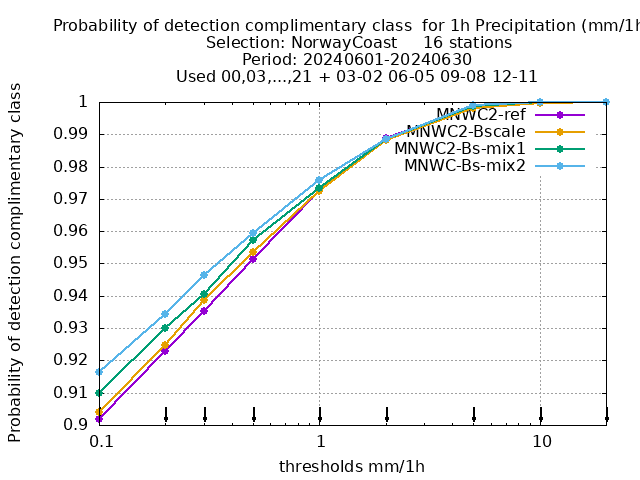 Probability of detection complimentary class  for 1h Precipitation (mm/1h
Selection: NorwayCoast     16 stations
Period: 20240601-20240630
Used 00,03,...,21 + 03-02 06-05 09-08 12-11
Probability of detection complimentary class
1
0.99
0.98
0.97
0.96
0.95
0.94
0.93
0.92
0.91
0.9
MNWC2-ref
MNWC2-Bscale
MNWC2-Bs-mix1
MNWC-Bs-mix2
0.1 1 10
thresholds mm/1h